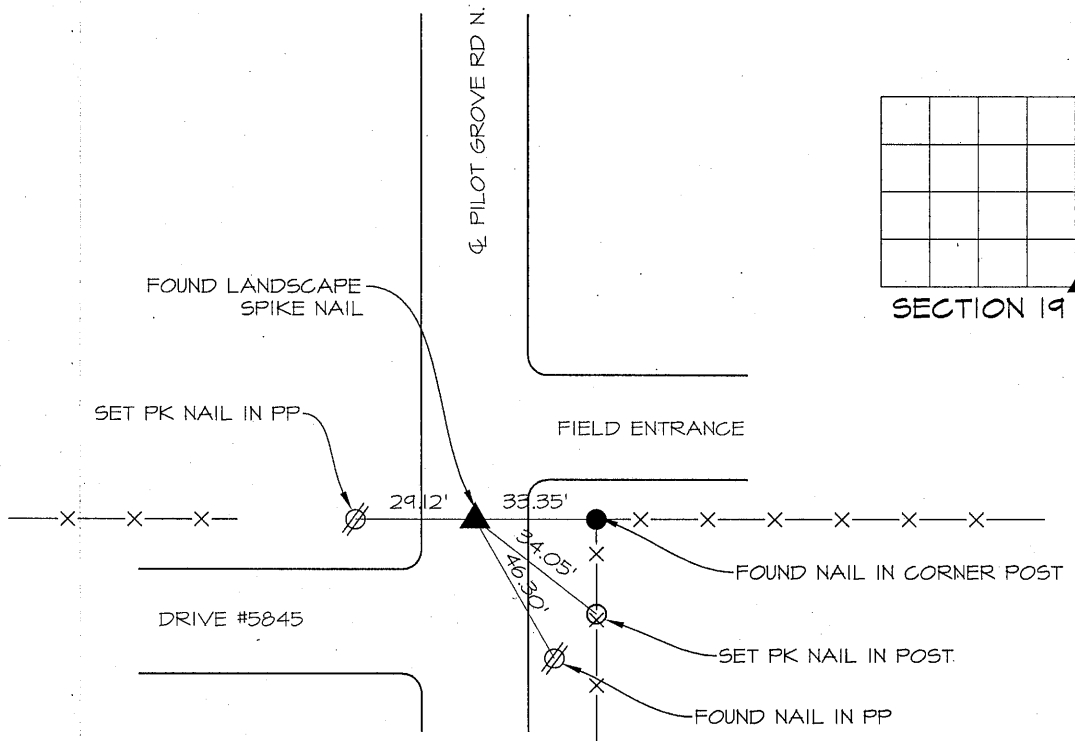 ℄ PILOT GROVE RD N.
SECTION 19
FOUND LANDSCAPE
SPIKE NAIL
SET PK NAIL IN PP
FIELD ENTRANCE
29.12'
33.35'
34.05'
46.30'
FOUND NAIL IN CORNER POST
DRIVE #5845
SET PK NAIL IN POST
FOUND NAIL IN PP